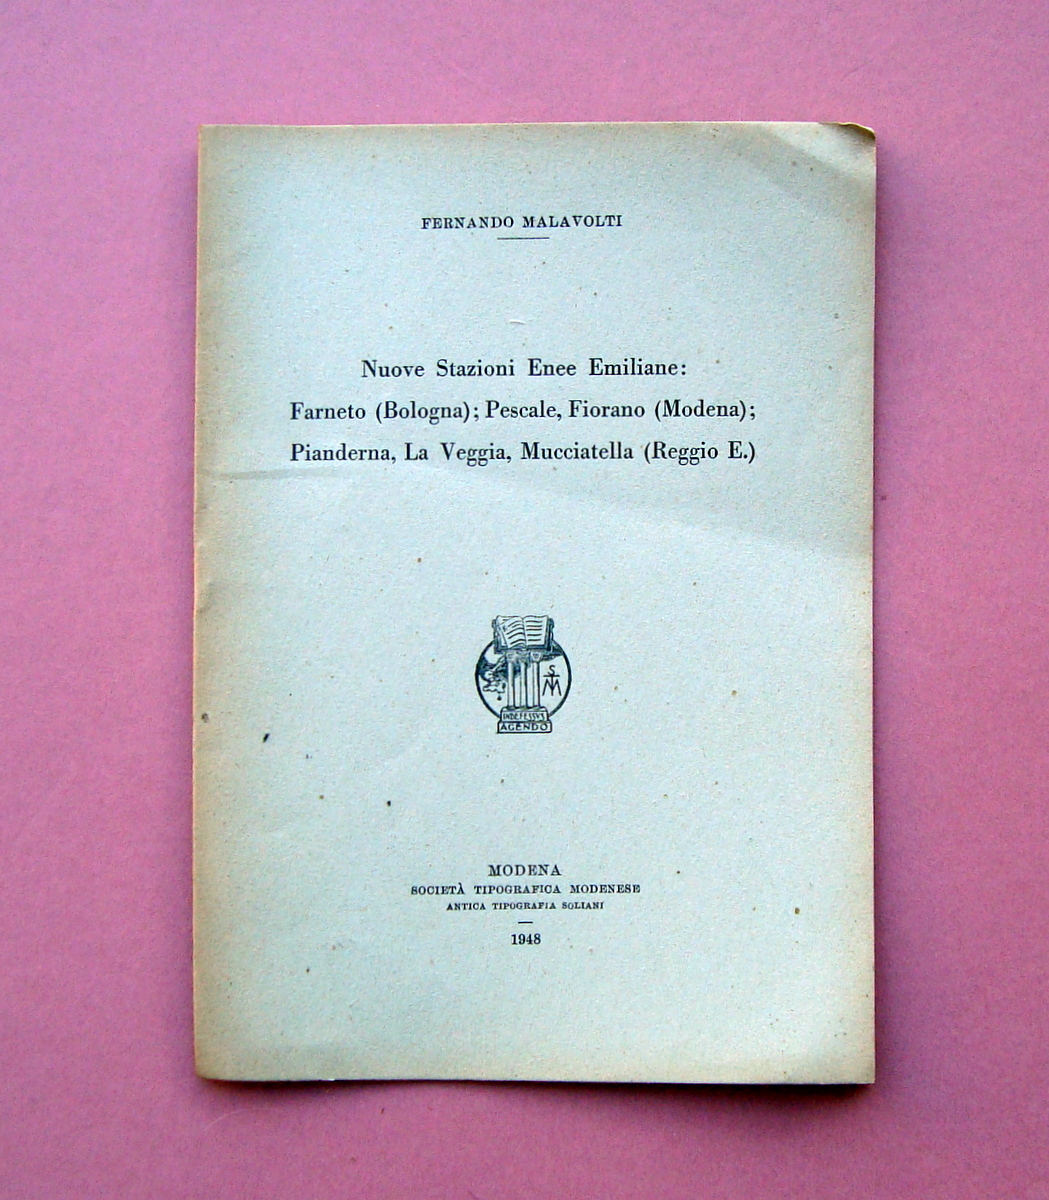 FERNANDO MALAVOLTI
Nuove Stazioni Enee Emiliane:
Farneto (Bologna); Pescale, Fiorano (Modena);
Pianderna, La Veggia, Mucciatella (Reggio E.)
S
T
M
INDEFESSVS
AGENDO
MODENA
SOCIETÀ TIPOGRAFICA MODENESE
ANTICA TIPOGRAFIA SOLIANI
1948